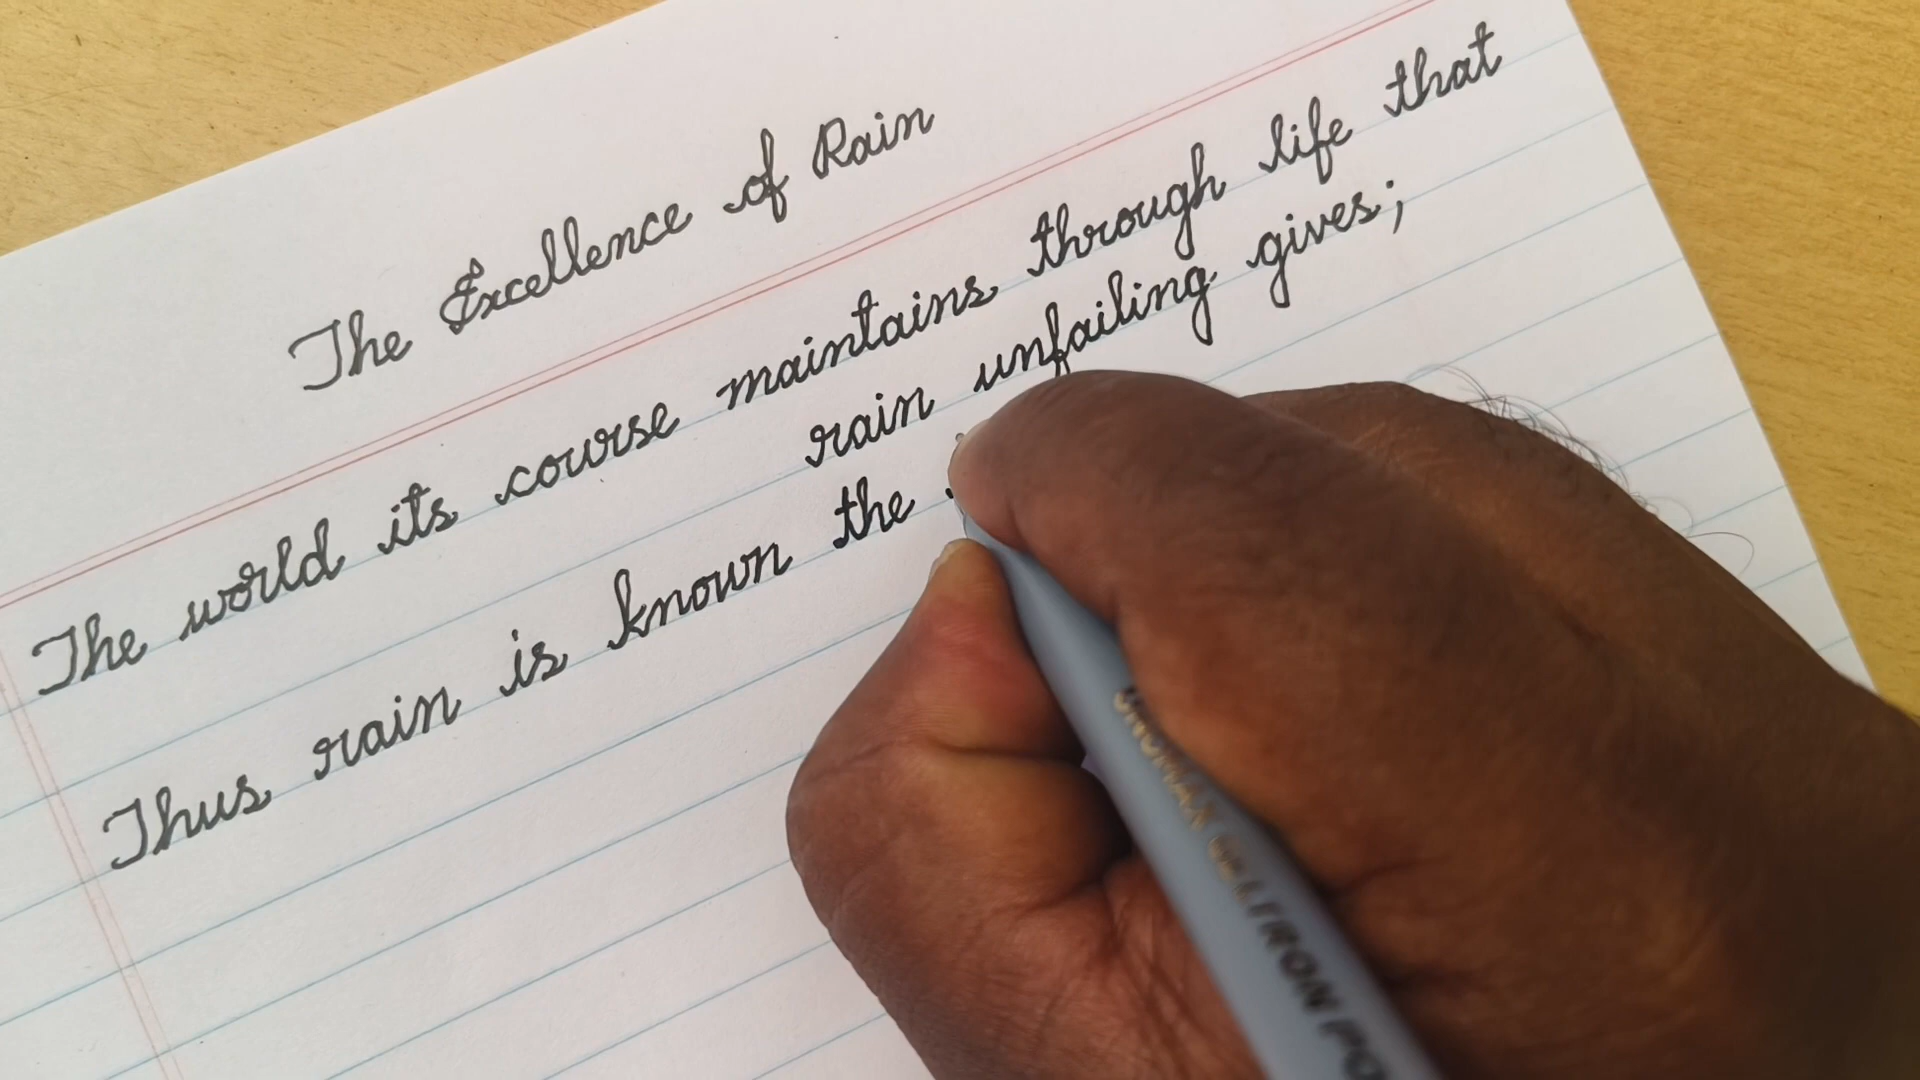 The Excellence of Rain
The world its course maintains through life that
rain unfailing gives;
Thus rain is known the
GELTRON